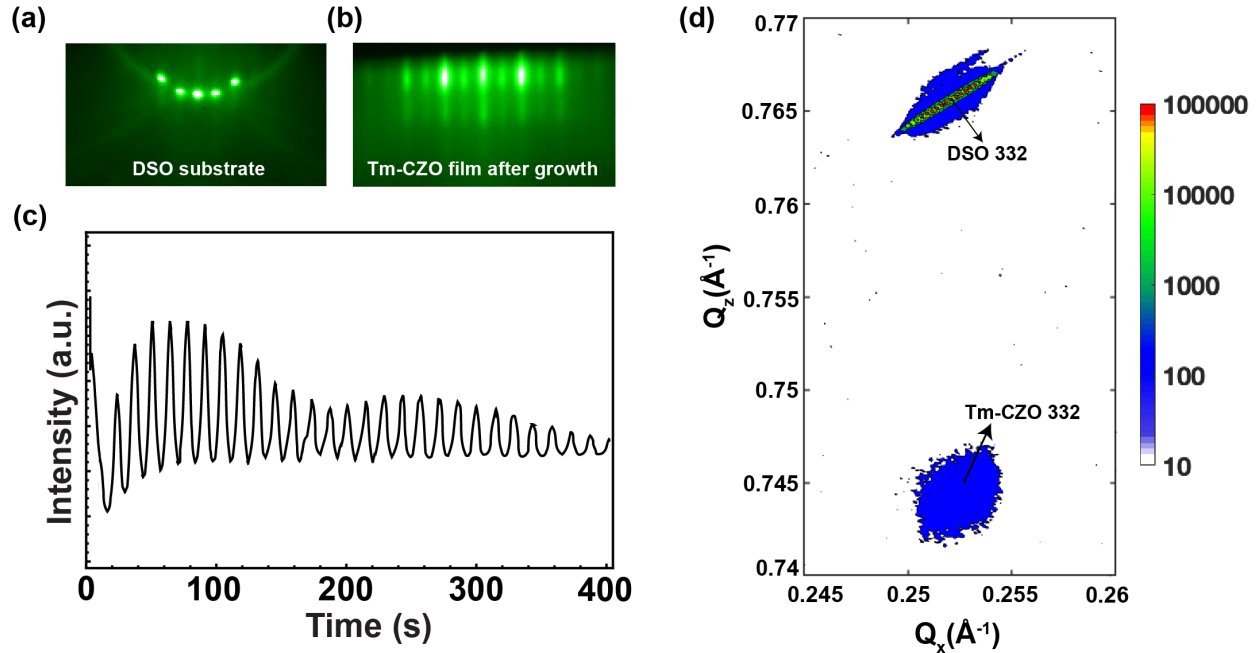 (a)
DSO substrate
(b)
Tm-CZO film after growth
(c)
Intensity (a.u.)
0 100 200 300 400
Time (s)
(d)
Q_z(Å⁻¹)
0.77
0.765
0.76
0.755
0.75
0.745
0.74
DSO 332
Tm-CZO 332
0.245 0.25 0.255 0.26
Q_x(Å⁻¹)
100000
10000
1000
100
10